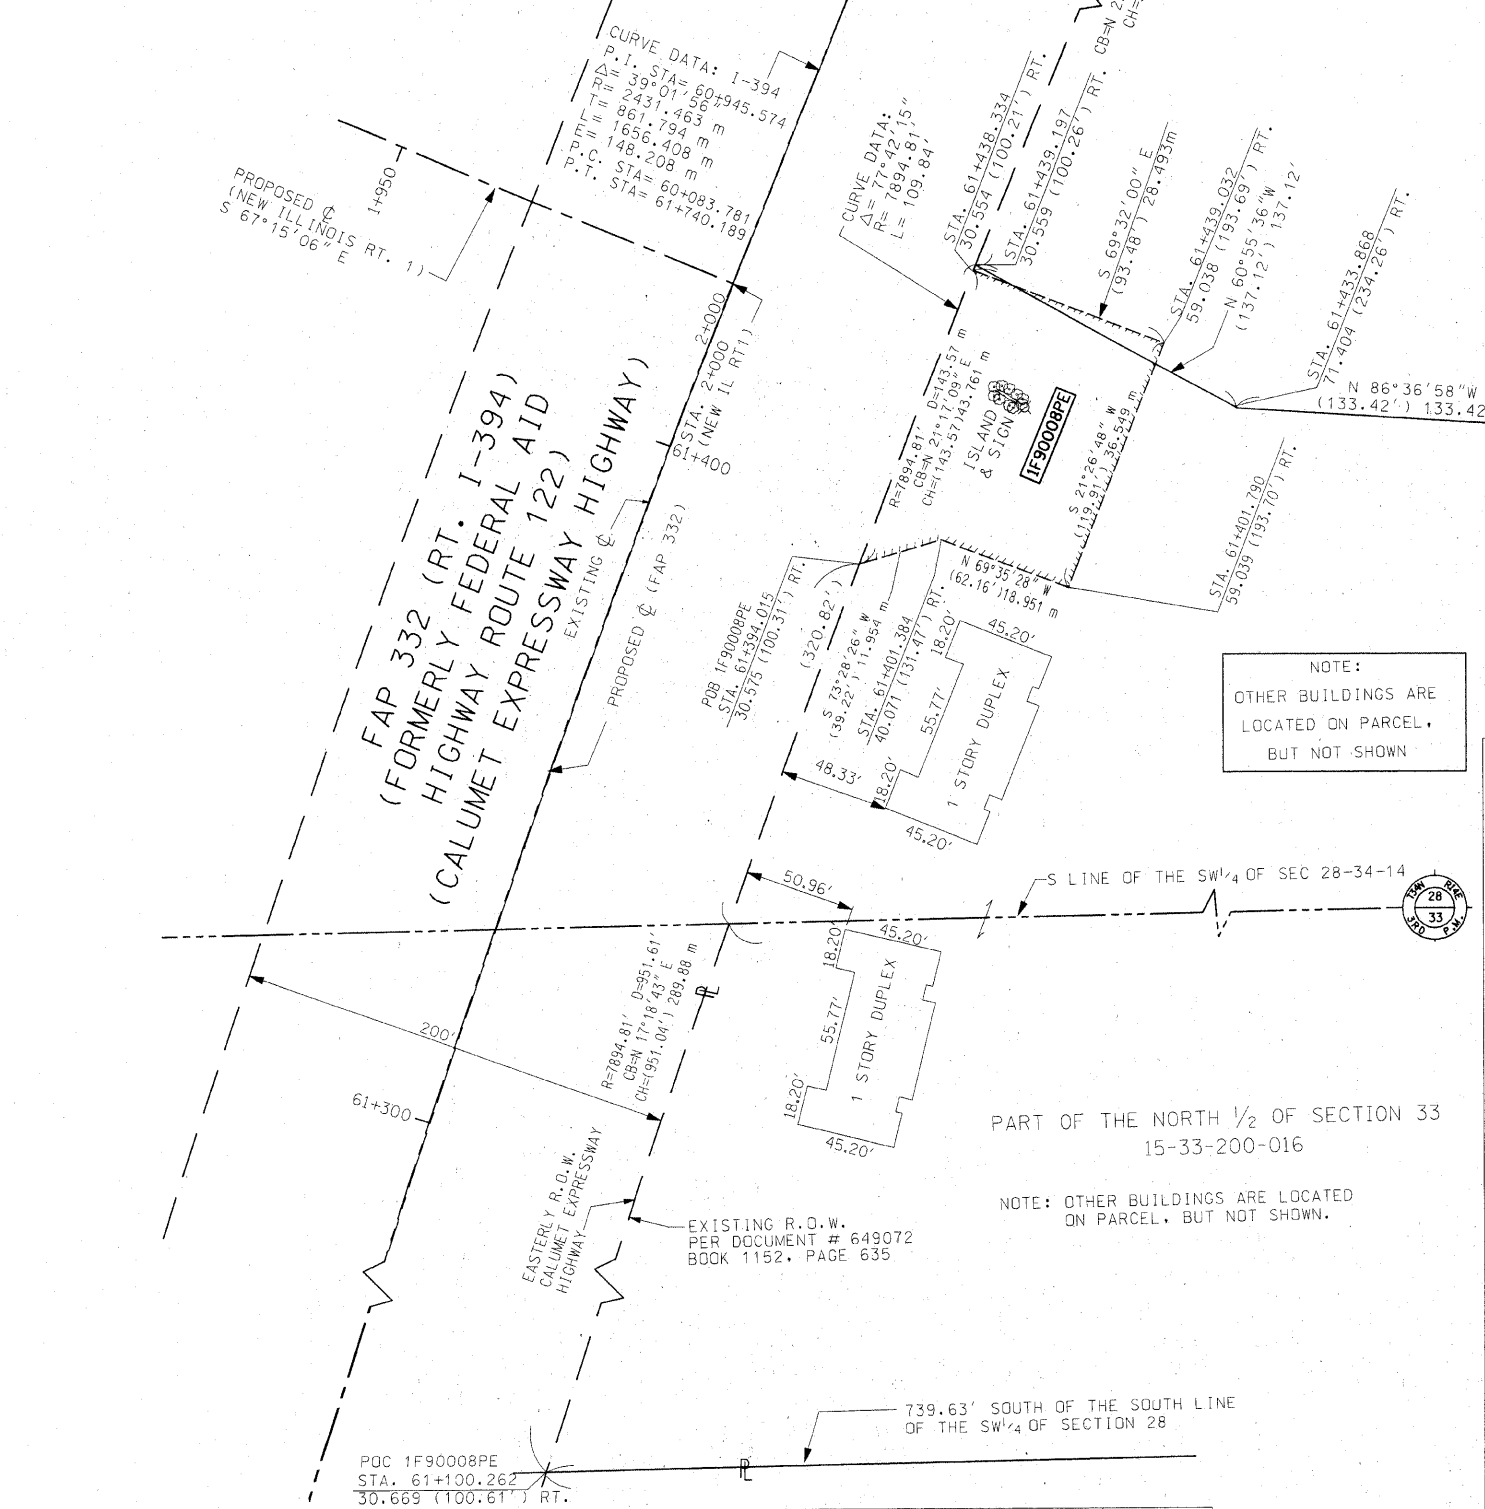 CURVE DATA: I-394
P.I. STA= 60+945.574
Δ= 39°01'56"
R= 2431.463 m
T= 861.794 m
L= 1656.408 m
E= 148.208 m
P.C. STA= 60+083.781
P.T. STA= 61+740.189
PROPOSED ℄
(NEW ILLINOIS RT. 1)
S 67°15'06" E
1+950
2+000
STA. 2+000
(NEW IL RT1)
61+400
FAP 332 (RT. I-394)
(FORMERLY FEDERAL AID
HIGHWAY ROUTE 122)
(CALUMET EXPRESSWAY HIGHWAY)
EXISTING ℄
PROPOSED ℄ (FAP 332)
CURVE DATA:
Δ= 77°42'15"
R= 7894.81'
L= 109.84'
STA. 61+438.334
30.554 (100.21') RT.
STA. 61+439.197
30.559 (100.26') RT.
CB=N 2
CH=
S 69°32'00" E
(93.48') 28.493m
STA. 61+439.032
59.038 (193.69') RT.
N 60°55'36"W
(137.12') 137.12'
STA. 61+433.868
71.404 (234.26') RT.
N 86°36'58"W
(133.42') 133.42
R=7894.81' D=143.57 m
CB=N 21°17'09" E
CH=(143.57)43.761 m
ISLAND
& SIGN
1F90008PE
S 21°26'48" W
(119.91') 36.549 m
STA. 61+401.790
59.039 (193.70') RT.
POB 1F90008PE
STA. 61+394.015
30.575 (100.31') RT.
(320.82')
S 73°28'26" W
(39.22') 11.954 m
STA. 61+401.384
40.071 (131.47') RT.
N 69°35'28" W
(62.16')18.951 m
45.20'
18.20'
55.77'
18.20'
48.33'
1 STORY DUPLEX
45.20'
NOTE:
OTHER BUILDINGS ARE
LOCATED ON PARCEL,
BUT NOT SHOWN
50.96'
S LINE OF THE SW1/4 OF SEC 28-34-14
T34N R14E
28
33
3RD P.M.
45.20'
18.20'
55.77'
18.20'
1 STORY DUPLEX
45.20'
R=7894.81' D=951.61'
CB=N 17°18'43" E
CH=(951.04') 289.88 m
PL
200'
61+300
PART OF THE NORTH 1/2 OF SECTION 33
15-33-200-016
NOTE: OTHER BUILDINGS ARE LOCATED
ON PARCEL, BUT NOT SHOWN.
EASTERLY R.O.W.
CALUMET EXPRESSWAY
HIGHWAY
EXISTING R.O.W.
PER DOCUMENT # 649072
BOOK 1152, PAGE 635
739.63' SOUTH OF THE SOUTH LINE
OF THE SW1/4 OF SECTION 28
PL
POC 1F90008PE
STA. 61+100.262
30.669 (100.61') RT.